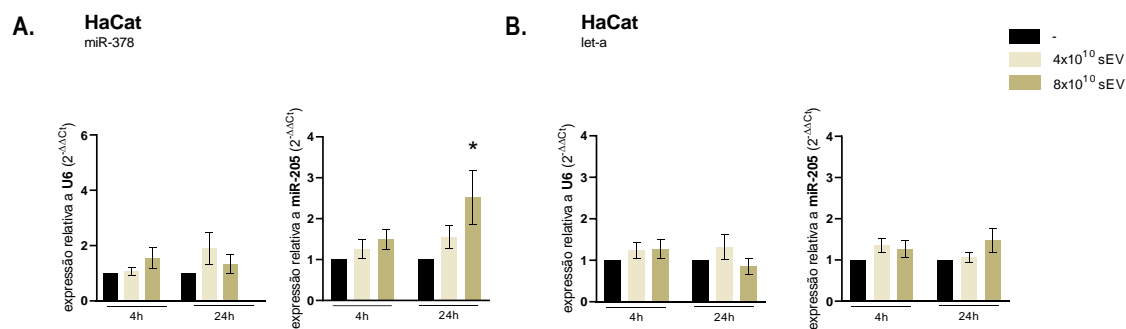 A.
HaCat
miR-378
B.
HaCat
let-a
-
4x10¹⁰ sEV
8x10¹⁰ sEV
expressão relativa a U6 (2^-ΔΔCt)
6
4
2
0
4h
24h
expressão relativa a miR-205 (2^-ΔΔCt)
4
3
2
1
0
*
4h
24h
expressão relativa a U6 (2^-ΔΔCt)
4
3
2
1
0
4h
24h
expressão relativa a miR-205 (2^-ΔΔCt)
4
3
2
1
0
4h
24h